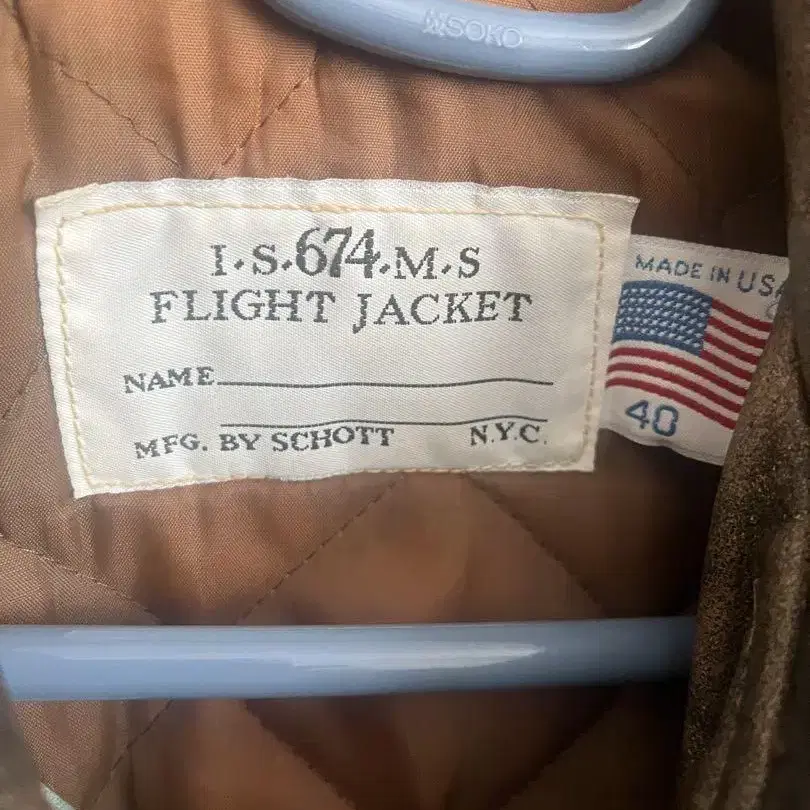 SOKO
I.S.674.M.S
FLIGHT JACKET
NAME
MFG. BY SCHOTT N.Y.C.
MADE IN USA
40